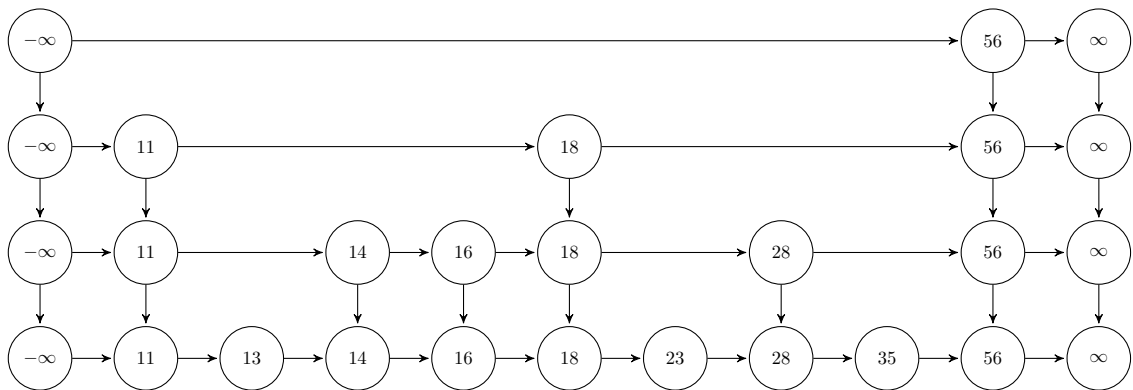 −∞ 56 ∞
−∞ 11 18 56 ∞
−∞ 11 14 16 18 28 56 ∞
−∞ 11 13 14 16 18 23 28 35 56 ∞